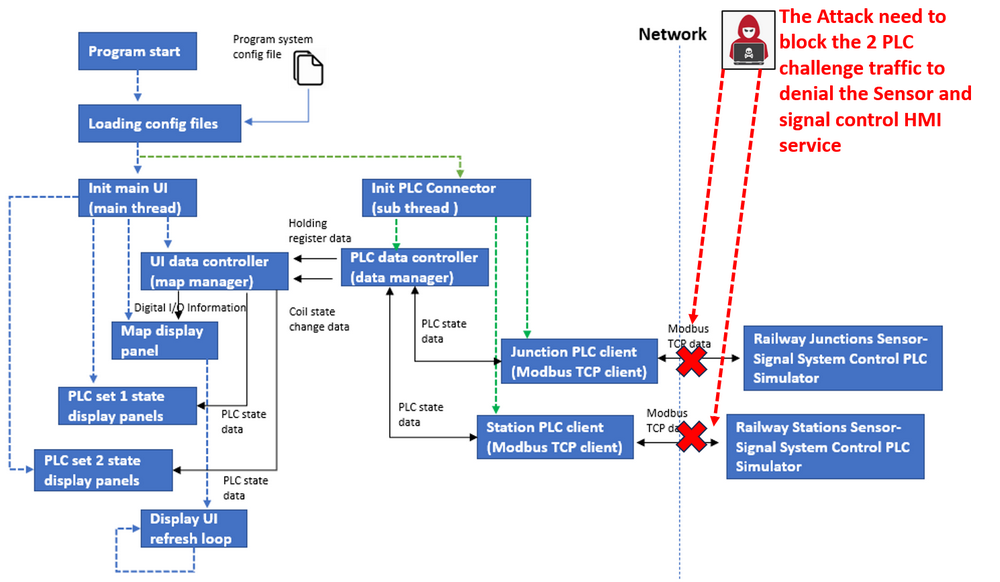 Program start
Program system
config file
Network
The Attack need to
block the 2 PLC
challenge traffic to
denial the Sensor and
signal control HMI
service
Loading config files
Init main UI
(main thread)
Init PLC Connector
(sub thread )
Holding
register data
UI data controller
(map manager)
PLC data controller
(data manager)
Digital I/O Information
Coil state
change data
Map display
panel
PLC state
data
Modbus
TCP data
Junction PLC client
(Modbus TCP client)
Railway Junctions Sensor-
Signal System Control PLC
Simulator
PLC set 1 state
display panels
PLC state
data
PLC state
data
Modbus
TCP data
Station PLC client
(Modbus TCP client)
Railway Stations Sensor-
Signal System Control PLC
Simulator
PLC set 2 state
display panels
PLC state
data
Display UI
refresh loop